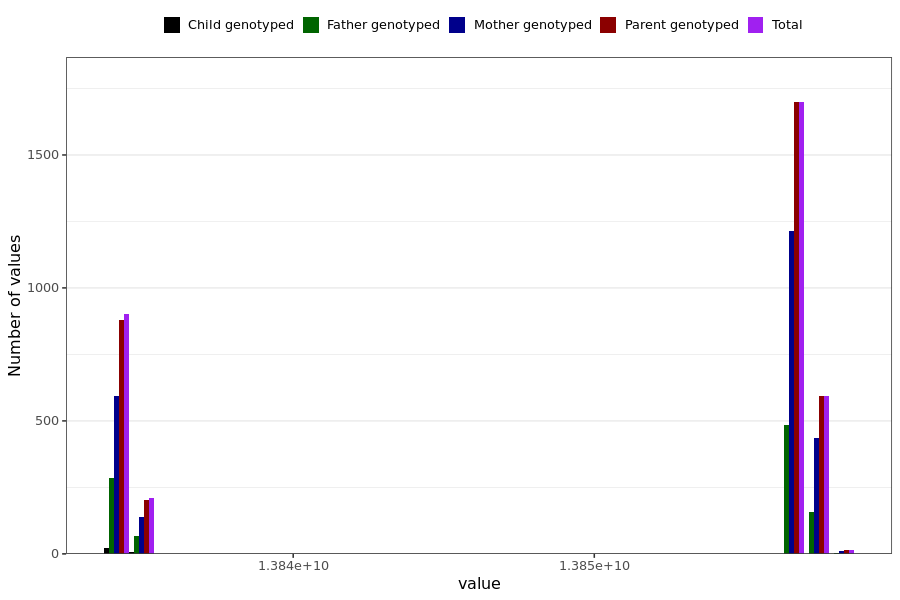 Child genotyped Father genotyped Mother genotyped Parent genotyped Total
Number of values
1500
1000
500
0
1.384e+10 1.385e+10
value